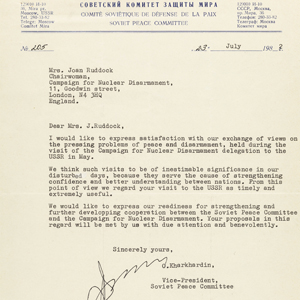 СОВЕТСКИЙ КОМИТЕТ ЗАЩИТЫ МИРА
COMITÉ SOVIÉTIQUE DE DÉFENSE DE LA PAIX
SOVIET PEACE COMMITTEE
№ 205
July 198
Mrs. Joan Ruddock
Chairwoman,
Campaign for Nuclear Disarmament,
11, Goodwin street,
London, N4 3HQ
England.
Dear Mrs. J.Ruddock,
I would like to express satisfaction with our exchange of views on
the pressing problems of peace and disarmement, held during the
visit of the Campaign for Nuclear Disarmament delegation to the
USSR in May.
We think such visits to be of inestimable significance in our
disturbed days, because they serve the cause of strengthening
confidence and better understanding between nations. From this
point of view we regard your visit to the USSR as timely and
extremely useful.
We would like to express our readiness for strengthening and
further developing cooperation between the Soviet Peace Committee
and the Campaign for Nuclear Disarmament. Your proposals in this
regard will be met by us with due attention and benevolently.
Sincerely yours,
Kharkhardin
Vice-President,
Soviet Peace Committee